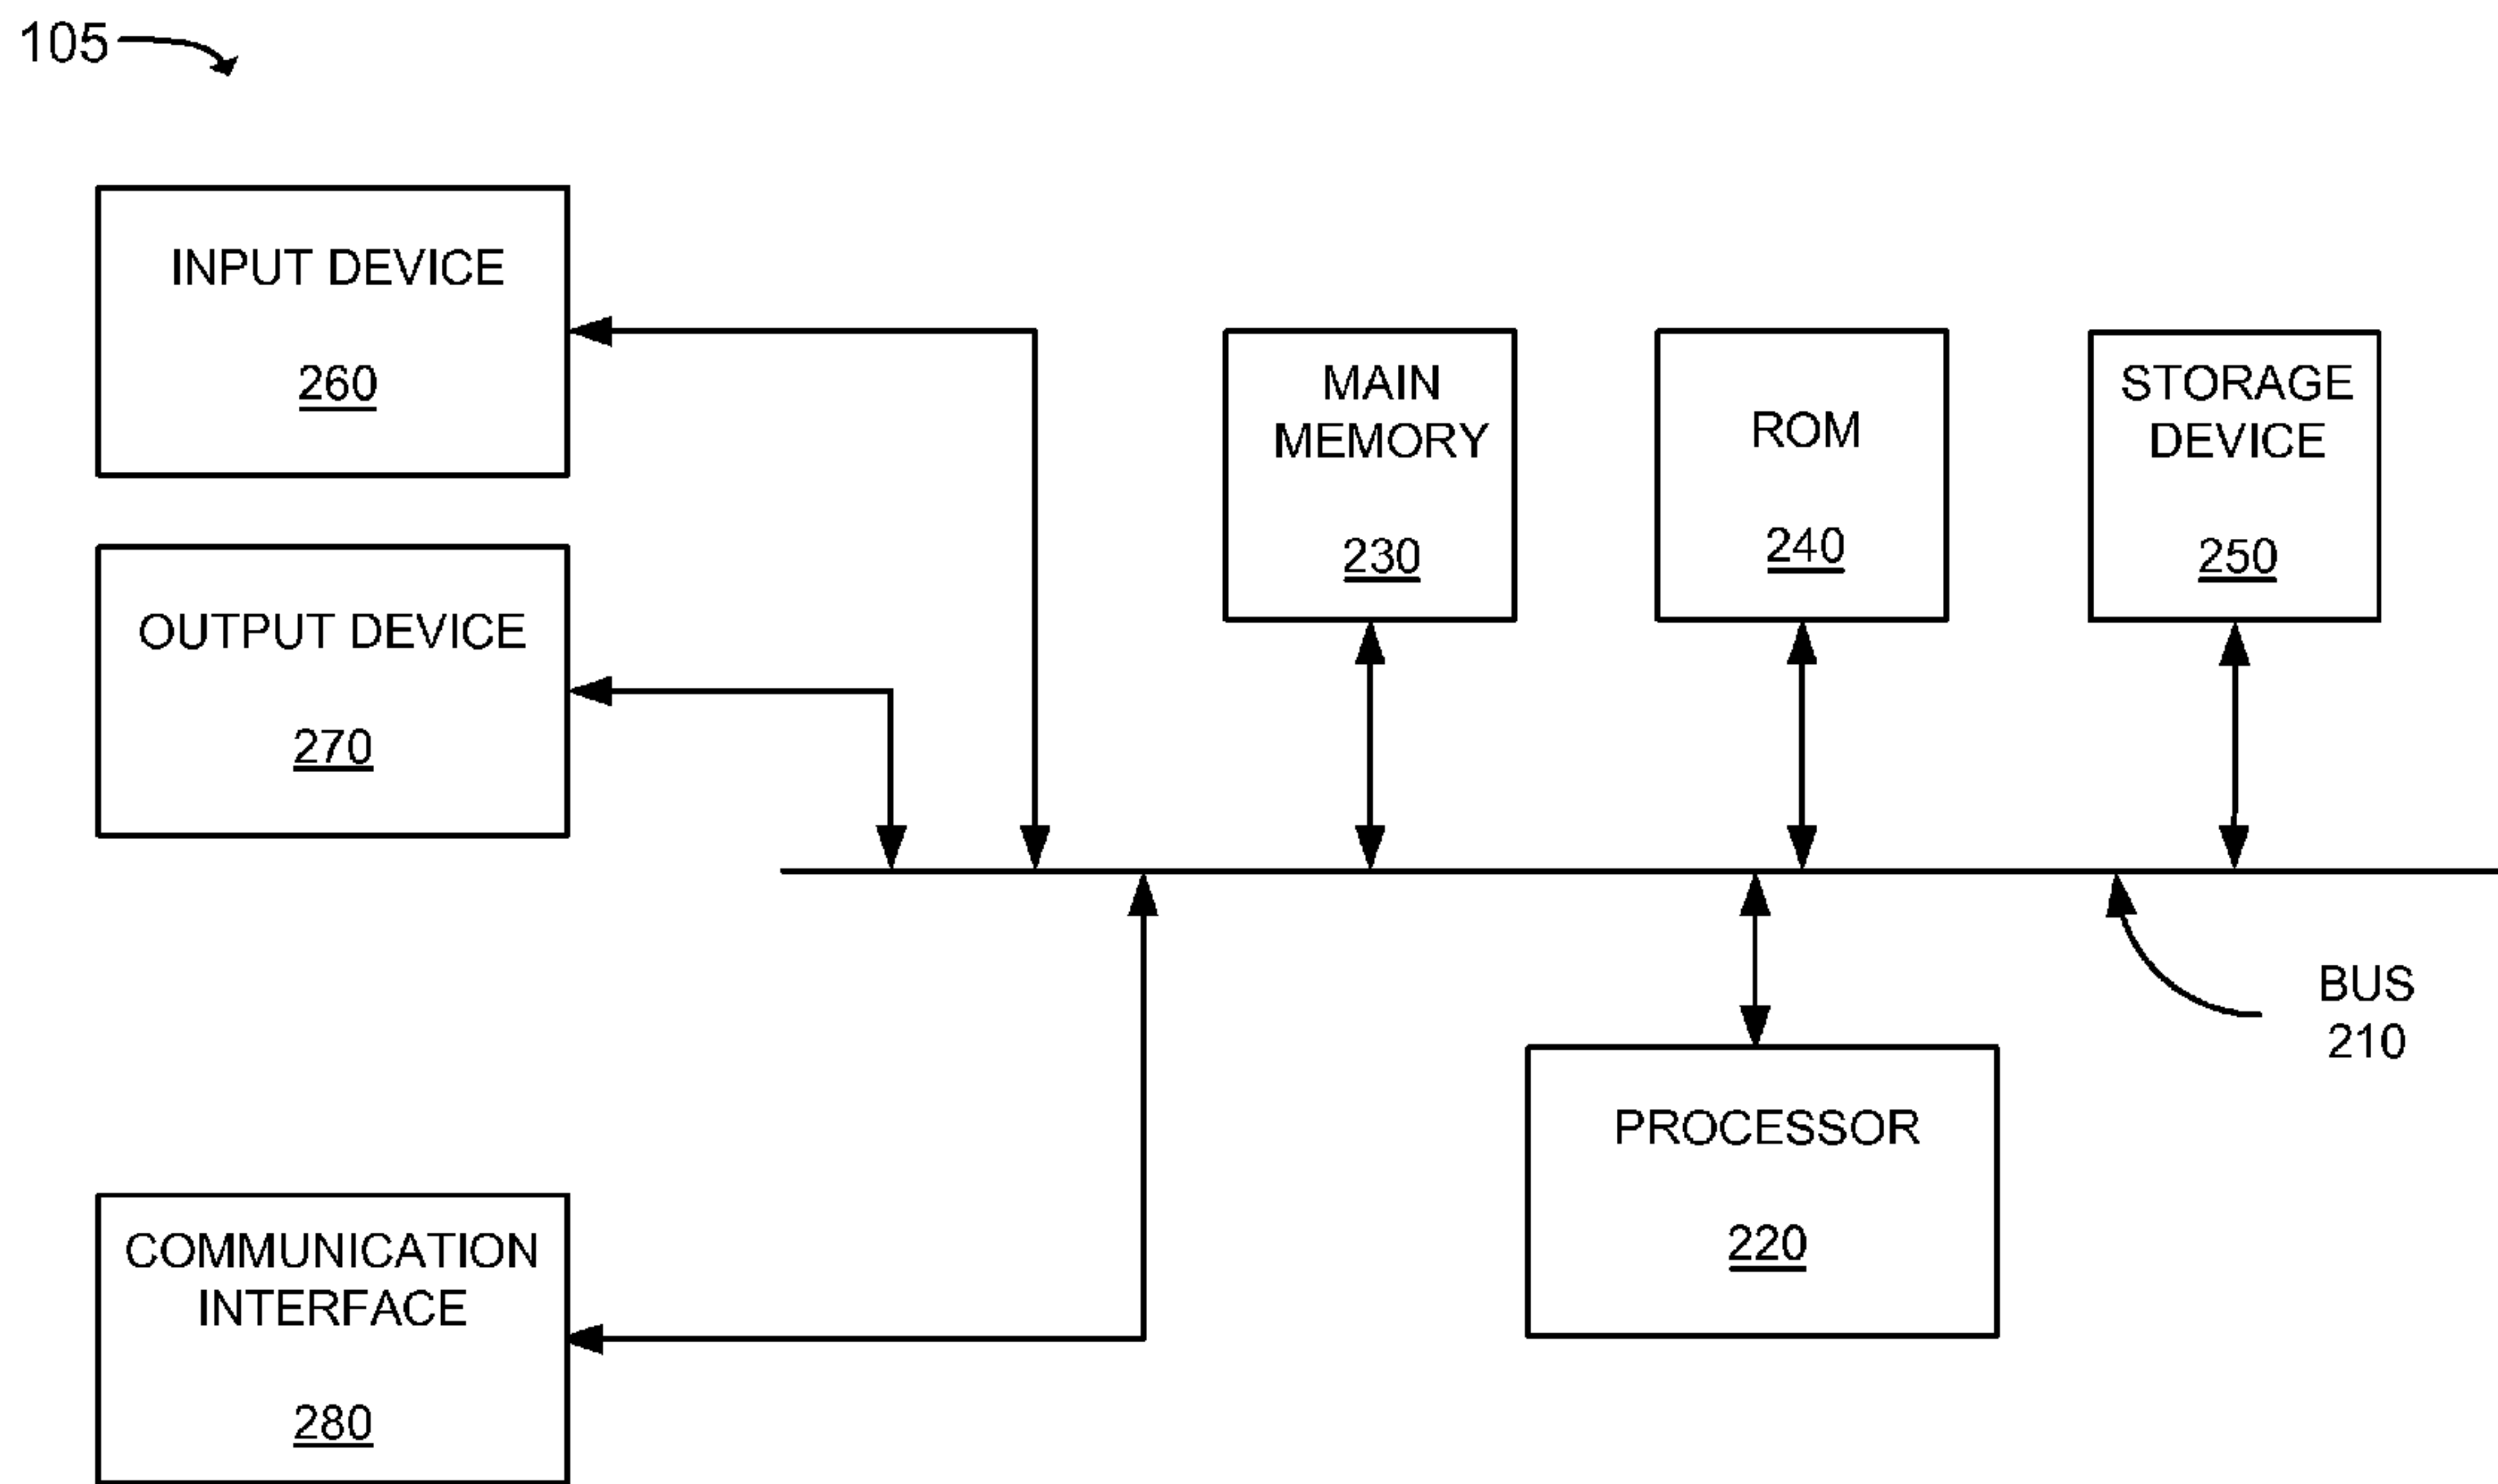 105
INPUT DEVICE
260
OUTPUT DEVICE
270
MAIN
MEMORY
230
ROM
240
STORAGE
DEVICE
250
BUS
210
PROCESSOR
220
COMMUNICATION
INTERFACE
280